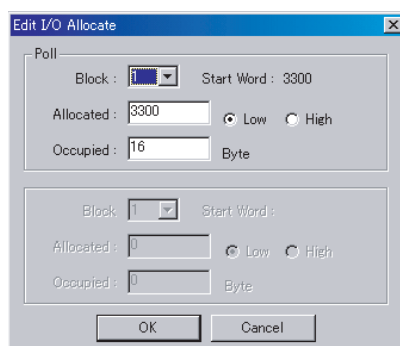 Edit I/O Allocate
Poll
Block : 1 Start Word : 3300
Allocated : 3300 Low High
Occupied : 16 Byte
Block 1 Start Word :
Allocated : 0 Low High
Occupied : 0 Byte
OK Cancel